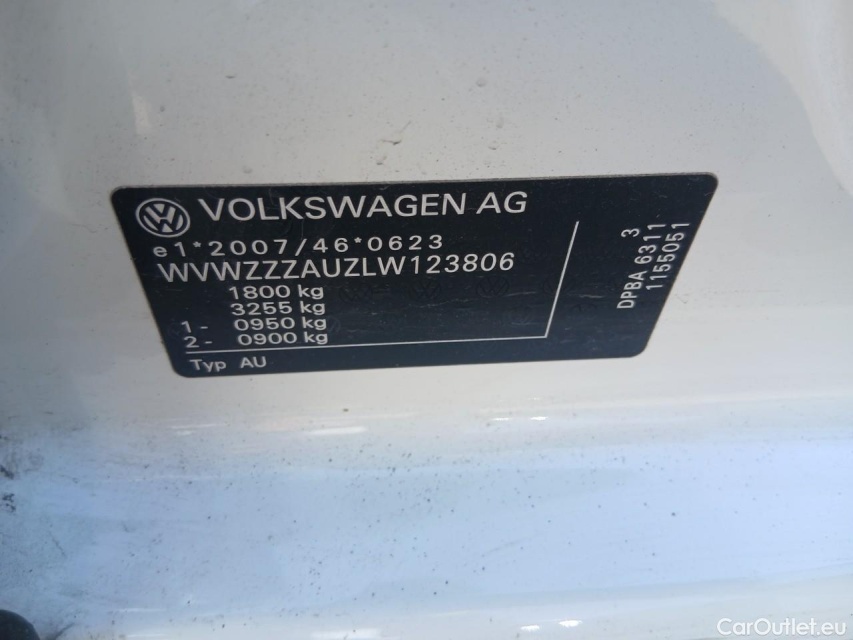 VOLKSWAGEN AG
e1*2007/46*0623
WVWZZZAUZLW123806
1800 kg
3255 kg
1 - 0950 kg
2 - 0900 kg
Typ AU
3
DPBA 6311
1155051
CarOutlet.eu